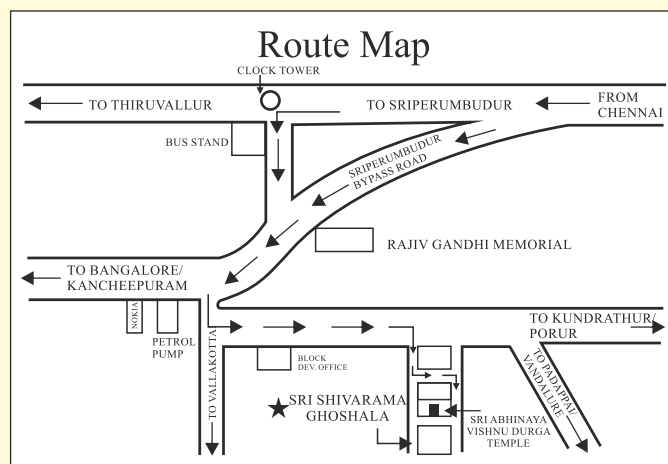 Route Map
CLOCK TOWER
TO THIRUVALLUR
TO SRIPERUMBUDUR
FROM
CHENNAI
BUS STAND
SRIPERUMBUDUR
BYPASS ROAD
RAJIV GANDHI MEMORIAL
TO BANGALORE/
KANCHEEPURAM
NOKIA
PETROL
PUMP
TO VALLAKOTTA
BLOCK
DEV. OFFICE
TO KUNDRATHUR/
PORUR
TO PADAPPAI/
VANDALURE
SRI SHIVARAMA
GHOSHALA
SRI ABHINAYA
VISHNU DURGA
TEMPLE